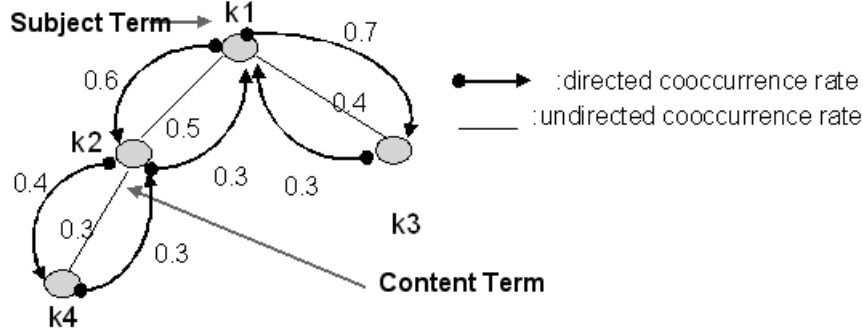 k1
Subject Term
0.7
0.6
:directed cooccurrence rate
0.4
:undirected cooccurrence rate
0.5
k2
0.3
0.3
0.4
k3
0.3
0.3
Content Term
k4